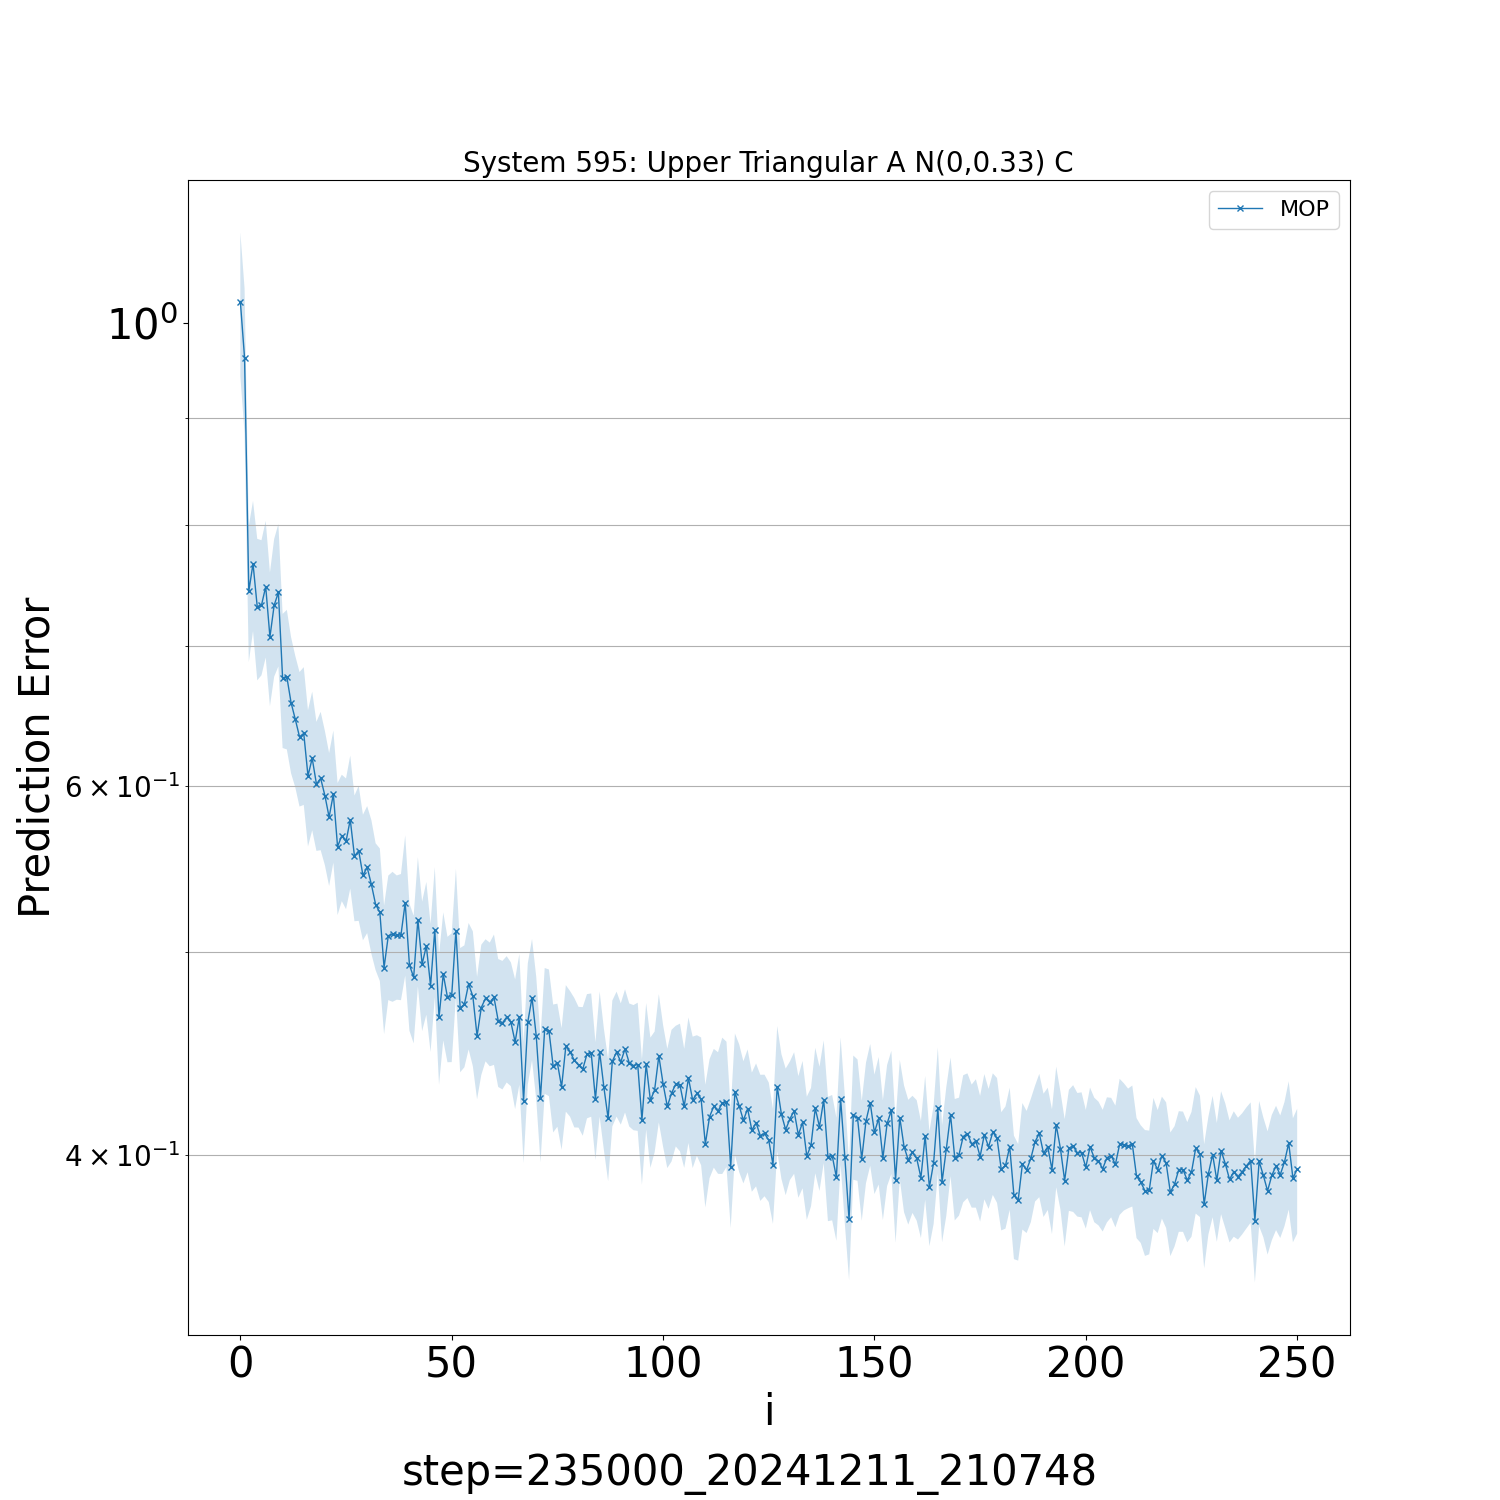 System 595: Upper Triangular A N(0,0.33) C
MOP
Prediction Error
10⁰
6 × 10⁻¹
4 × 10⁻¹
0 50 100 150 200 250
i
step=235000_20241211_210748